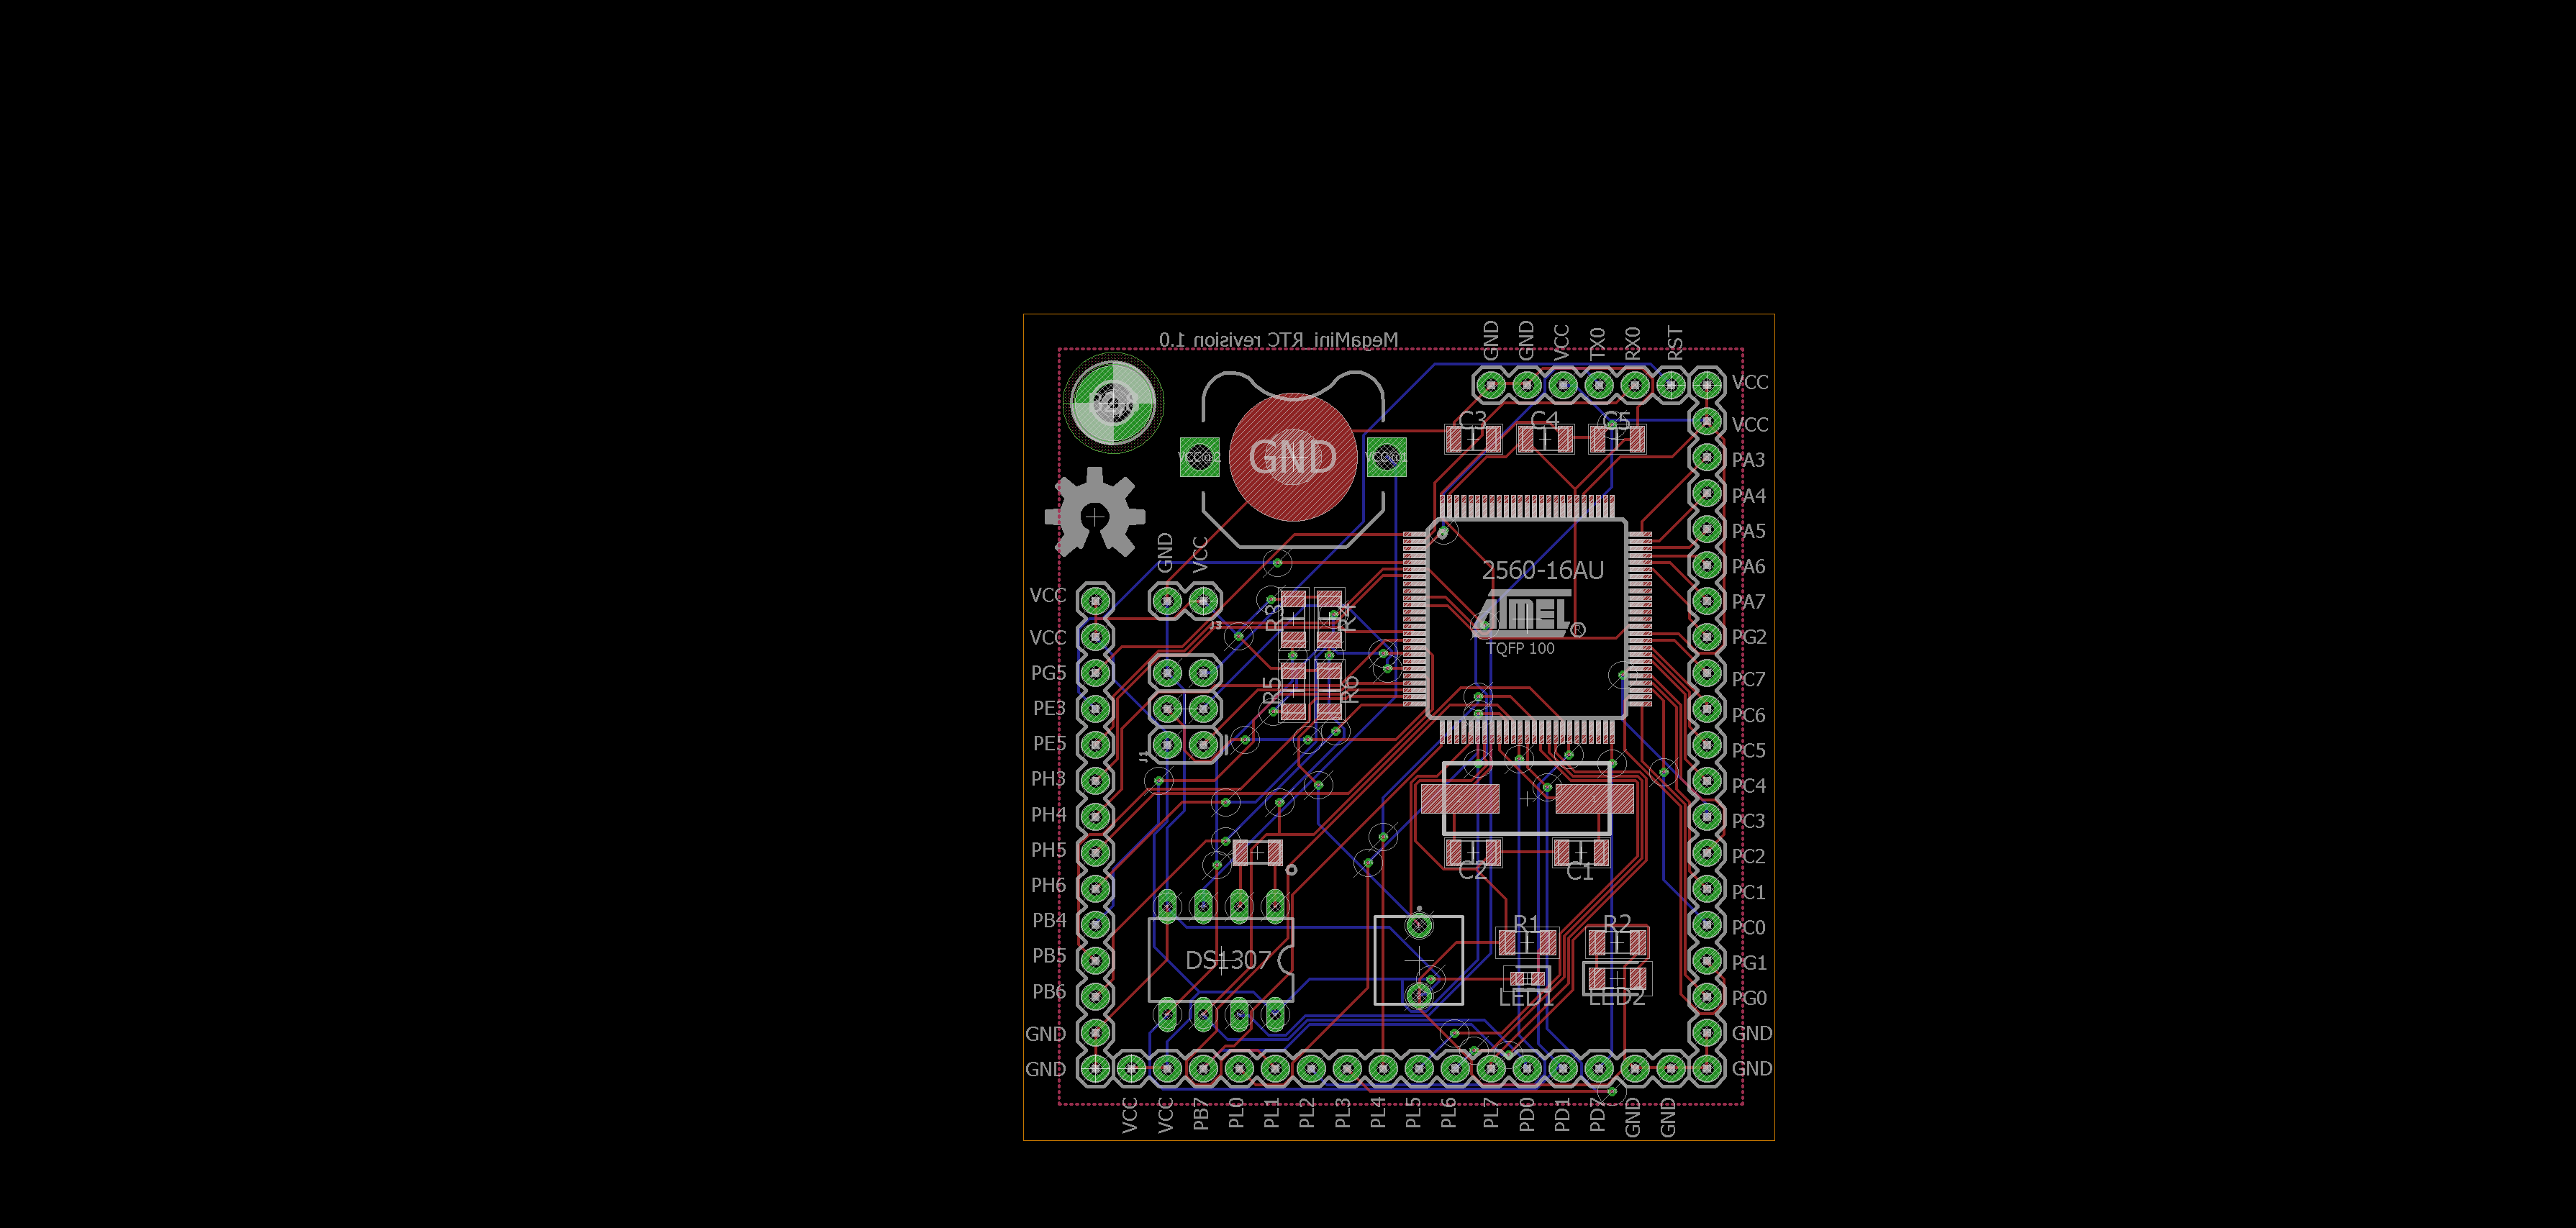 MegaMini_RTC revision 1.0
GND
GND
VCC
TX0
RX0
RST
VCC
VCC
PA3
PA4
PA5
PA6
PA7
PG2
PC7
PC6
PC5
PC4
PC3
PC2
PC1
PC0
PG1
PG0
GND
GND
C3
C4
C5
VCC@2
GND
VCC@1
GND
VCC
2560-16AU
ATMEL
®
TQFP 100
J3
R3
R4
R5
R6
J1
VCC
VCC
PG5
PE3
PE5
PH3
PH4
PH5
PH6
PB4
PB5
PB6
GND
GND
C2
C1
DS1307
R1
R2
LED1
LED2
VCC
VCC
PB7
PL0
PL1
PL2
PL3
PL4
PL5
PL6
PL7
PD0
PD1
PD7
GND
GND